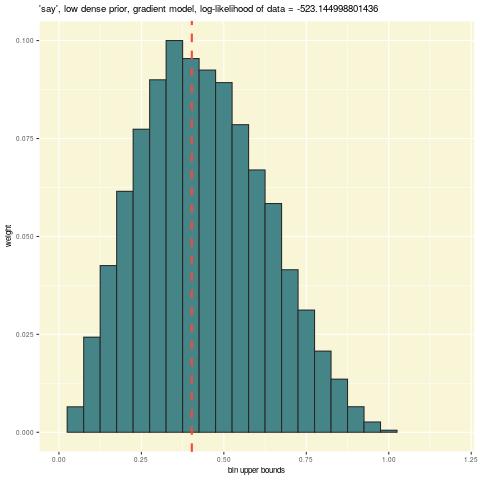 'say', low dense prior, gradient model, log-likelihood of data = -523.144998801436
0.100
0.075
0.050
0.025
0.000
weight
0.00 0.25 0.50 0.75 1.00 1.25
bin upper bounds